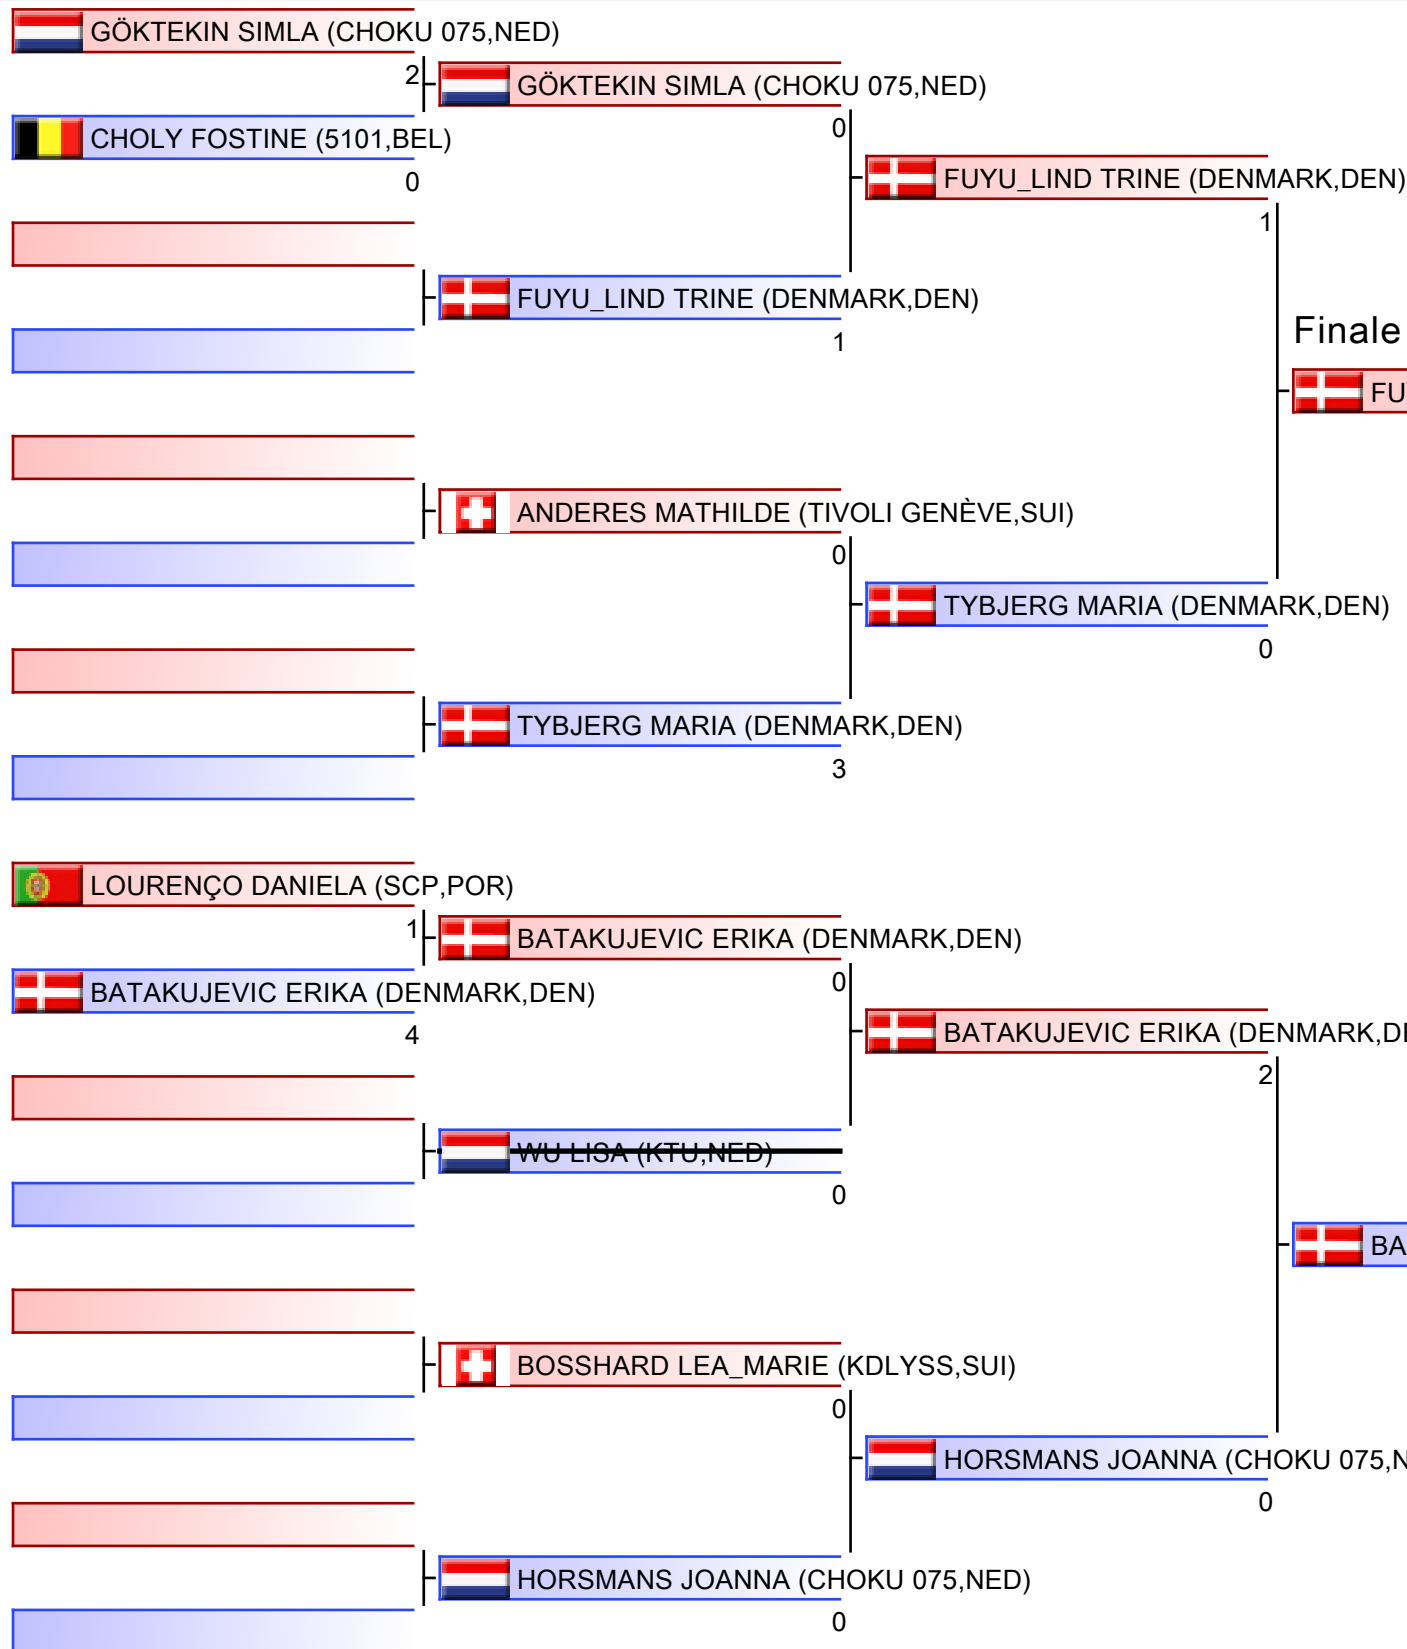 GÖKTEKIN SIMLA (CHOKU 075,NED)
2
GÖKTEKIN SIMLA (CHOKU 075,NED)
0
CHOLY FOSTINE (5101,BEL)
0
FUYU_LIND TRINE (DENMARK,DEN)
1
FUYU_LIND TRINE (DENMARK,DEN)
1
Finale
FU
ANDERES MATHILDE (TIVOLI GENÈVE,SUI)
0
TYBJERG MARIA (DENMARK,DEN)
0
TYBJERG MARIA (DENMARK,DEN)
3
LOURENÇO DANIELA (SCP,POR)
1
BATAKUJEVIC ERIKA (DENMARK,DEN)
0
BATAKUJEVIC ERIKA (DENMARK,DEN)
4
BATAKUJEVIC ERIKA (DENMARK,DE
2
WU LISA (KTU,NED)
0
BA
BOSSHARD LEA_MARIE (KDLYSS,SUI)
0
HORSMANS JOANNA (CHOKU 075,N
0
HORSMANS JOANNA (CHOKU 075,NED)
0